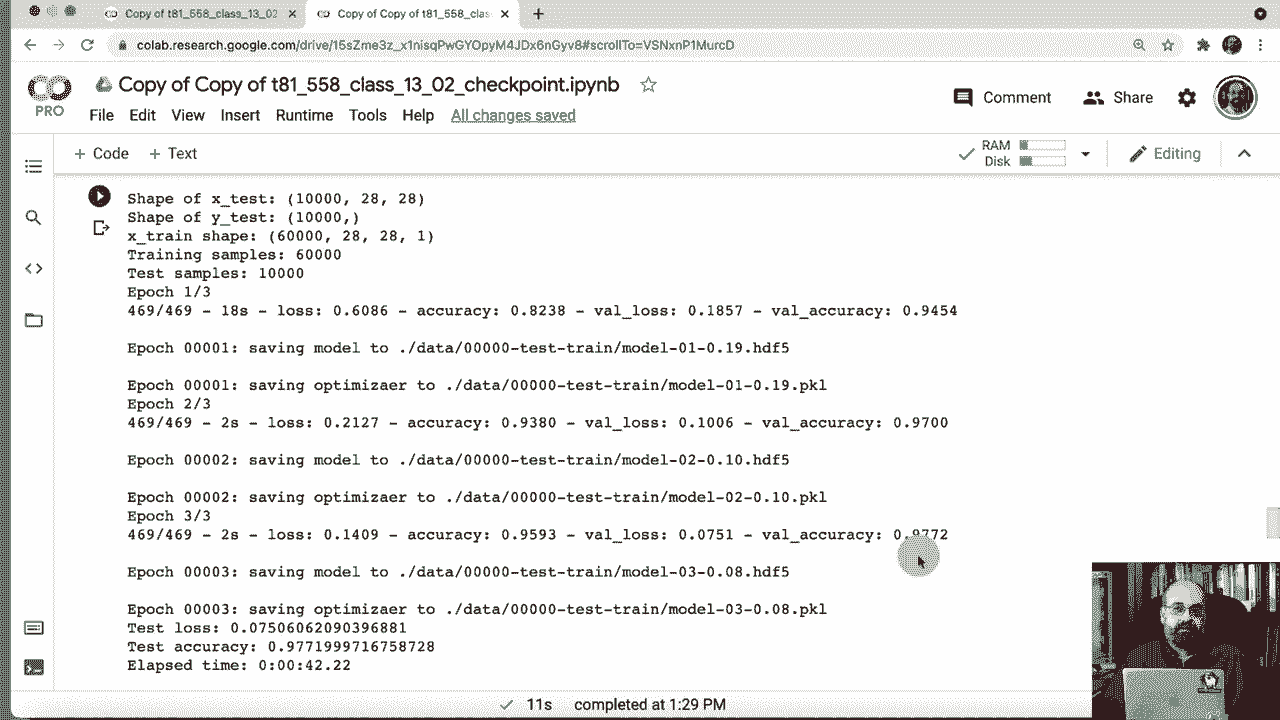 Copy of t81_558_class_13_02
Copy of Copy of t81_558_clas
colab.research.google.com/drive/15sZme3z_x1nisqPwGYOpyM4JDx6nGyv8#scrollTo=VSNxnP1MurcD
PRO
Copy of Copy of t81_558_class_13_02_checkpoint.ipynb
Comment
Share
File Edit View Insert Runtime Tools Help All changes saved
+ Code + Text
RAM
Disk
Editing
Shape of x_test: (10000, 28, 28)
Shape of y_test: (10000,)
x_train shape: (60000, 28, 28, 1)
Training samples: 60000
Test samples: 10000
Epoch 1/3
469/469 - 18s - loss: 0.6086 - accuracy: 0.8238 - val_loss: 0.1857 - val_accuracy: 0.9454
Epoch 00001: saving model to ./data/00000-test-train/model-01-0.19.hdf5
Epoch 00001: saving optimizaer to ./data/00000-test-train/model-01-0.19.pkl
Epoch 2/3
469/469 - 2s - loss: 0.2127 - accuracy: 0.9380 - val_loss: 0.1006 - val_accuracy: 0.9700
Epoch 00002: saving model to ./data/00000-test-train/model-02-0.10.hdf5
Epoch 00002: saving optimizaer to ./data/00000-test-train/model-02-0.10.pkl
Epoch 3/3
469/469 - 2s - loss: 0.1409 - accuracy: 0.9593 - val_loss: 0.0751 - val_accuracy: 0.9772
Epoch 00003: saving model to ./data/00000-test-train/model-03-0.08.hdf5
Epoch 00003: saving optimizaer to ./data/00000-test-train/model-03-0.08.pkl
Test loss: 0.07506062090396881
Test accuracy: 0.9771999716758728
Elapsed time: 0:00:42.22
11s completed at 1:29 PM